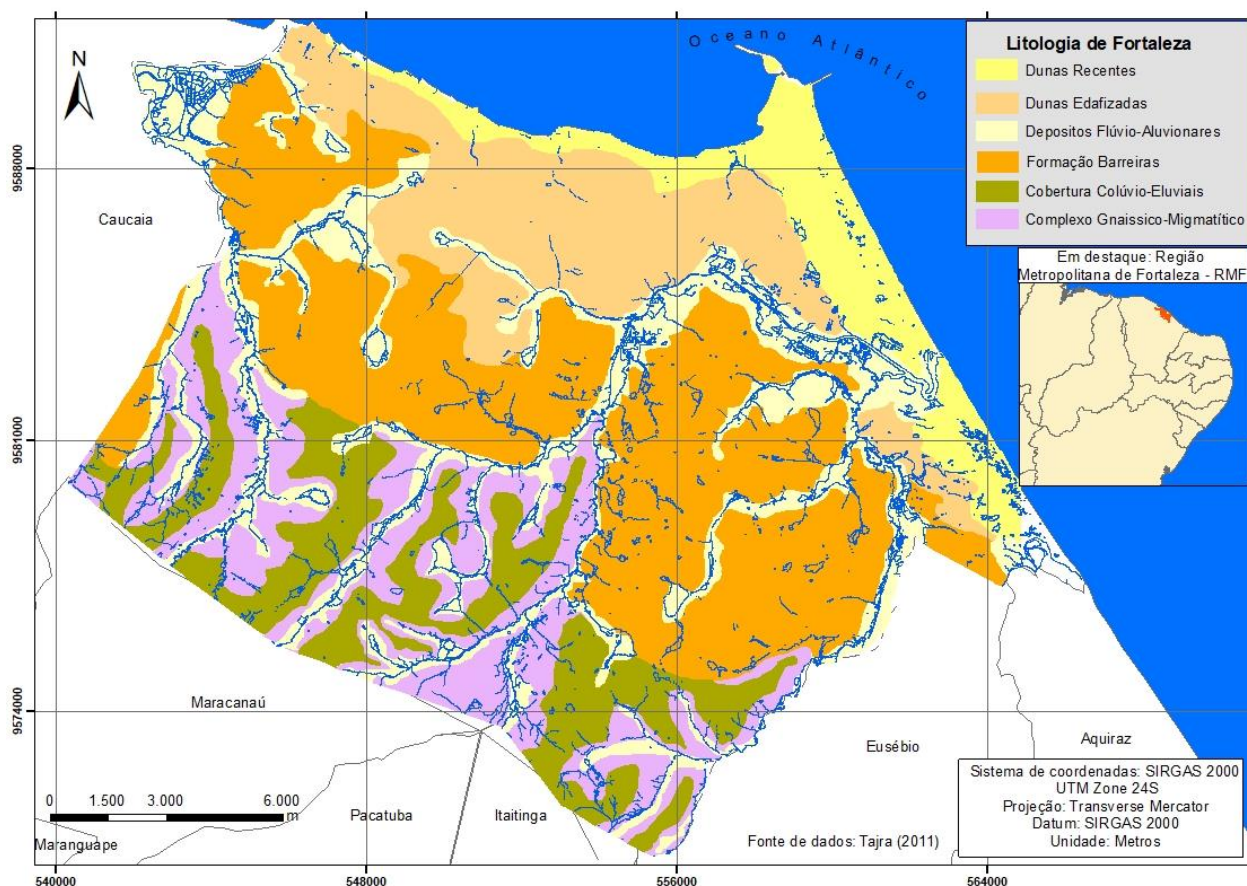 Oceano Atlântico
N
Litologia de Fortaleza
Dunas Recentes
Dunas Edafizadas
Depositos Flúvio-Aluvionares
Formação Barreiras
Cobertura Colúvio-Eluviais
Complexo Gnaissico-Migmatítico
Em destaque: Região
Metropolitana de Fortaleza - RMF
9588000
9581000
9574000
Caucaia
Maracanaú
Eusébio
Aquiraz
Pacatuba
Itaitinga
Maranguape
0 1.500 3.000 6.000
m
Fonte de dados: Tajra (2011)
Sistema de coordenadas: SIRGAS 2000
UTM Zone 24S
Projeção: Transverse Mercator
Datum: SIRGAS 2000
Unidade: Metros
540000 548000 556000 564000